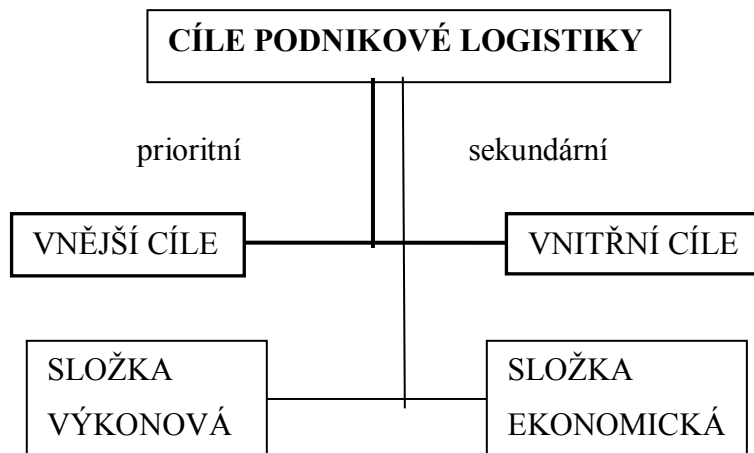 CÍLE PODNIKOVÉ LOGISTIKY
prioritní
sekundární
VNĚJŠÍ CÍLE
VNITŘNÍ CÍLE
SLOŽKA
VÝKONOVÁ
SLOŽKA
EKONOMICKÁ